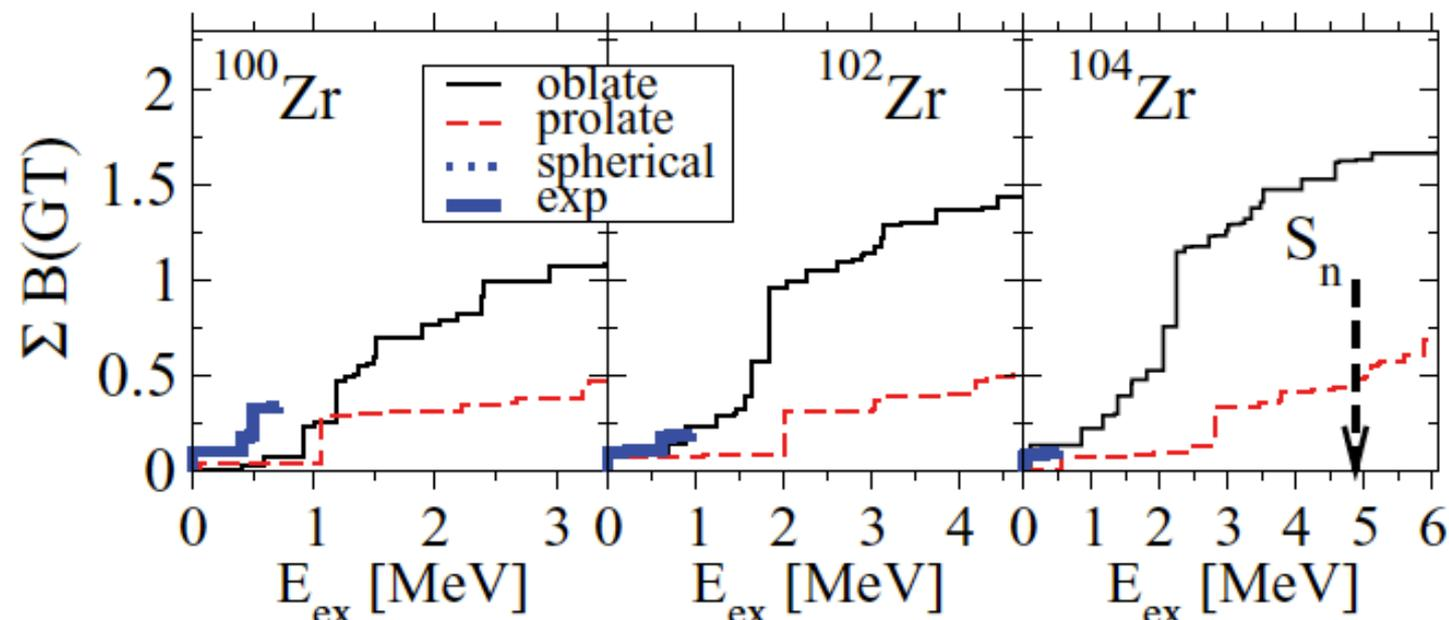 100Zr
102Zr
104Zr
oblate
prolate
spherical
exp
Σ B(GT)
2
1.5
1
0.5
0
Sn
0 1 2 3 0 1 2 3 4 0 1 2 3 4 5 6
Eex [MeV] Eex [MeV] Eex [MeV]